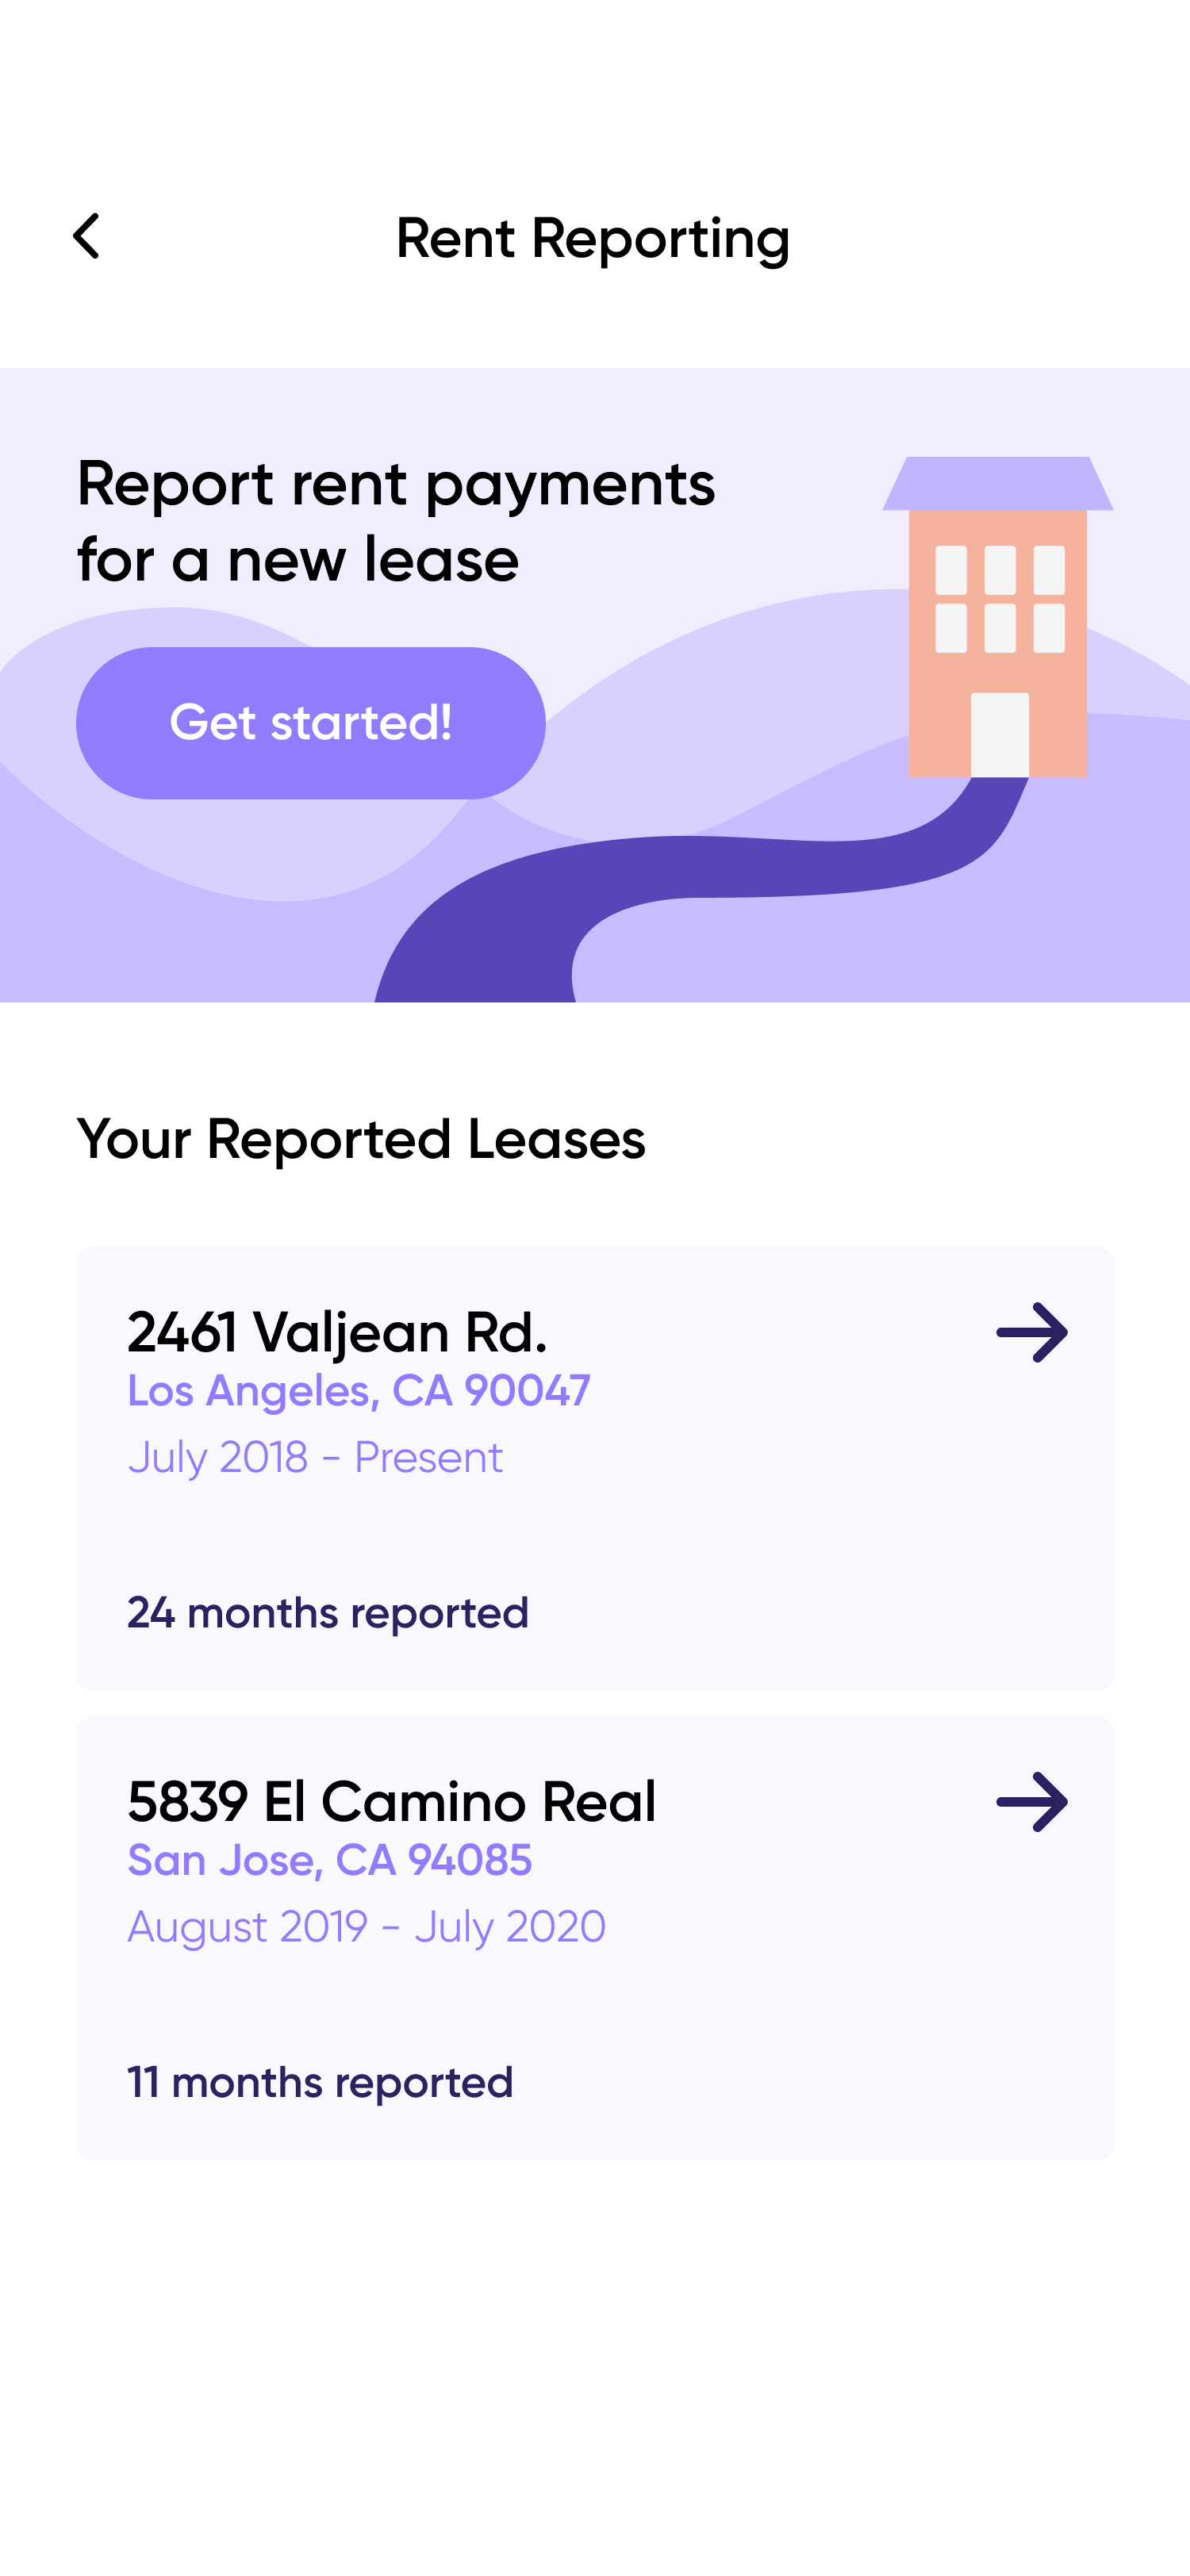 Rent Reporting
Report rent payments
for a new lease
Get started!
Your Reported Leases
2461 Valjean Rd.
Los Angeles, CA 90047
July 2018 - Present
24 months reported
5839 El Camino Real
San Jose, CA 94085
August 2019 - July 2020
11 months reported